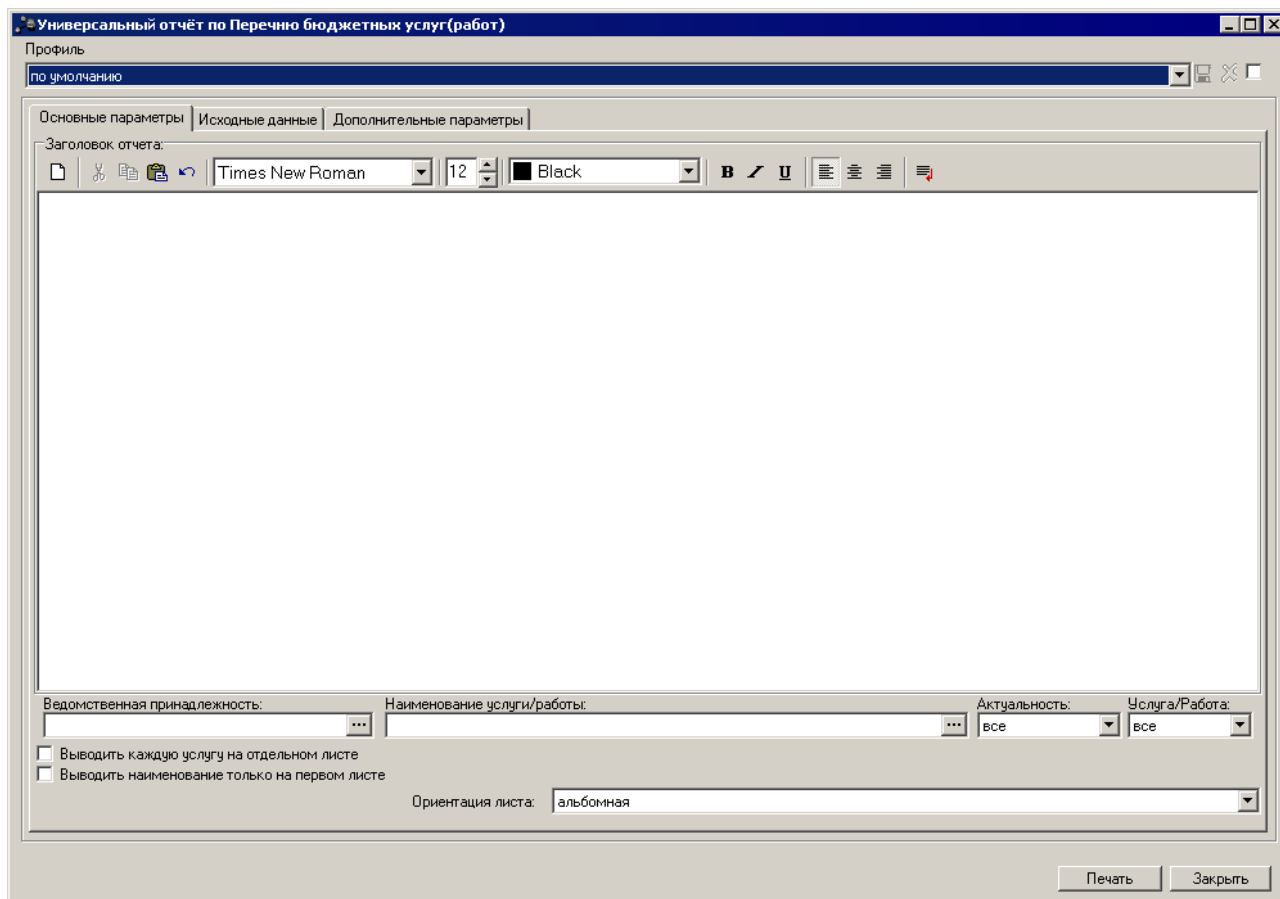 Универсальный отчёт по Перечню бюджетных услуг(работ)
Профиль
по умолчанию
Основные параметры Исходные данные Дополнительные параметры
Заголовок отчета:
Times New Roman 12 Black B I U
Ведомственная принадлежность: Наименование услуги/работы: Актуальность: Услуга/Работа:
все все
Выводить каждую услугу на отдельном листе
Выводить наименование только на первом листе
Ориентация листа: альбомная
Печать Закрыть